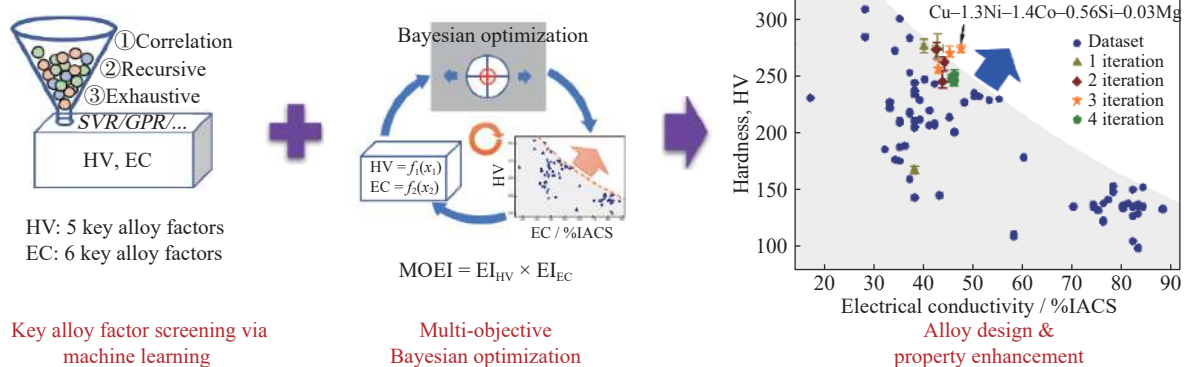 ①Correlation
②Recursive
③Exhaustive
SVR/GPR/...
HV, EC
HV: 5 key alloy factors
EC: 6 key alloy factors
Key alloy factor screening via
machine learning
Bayesian optimization
HV = f₁(x₁)
EC = f₂(x₂)
HV
EC / %IACS
MOEI = EI_HV × EI_EC
Multi-objective
Bayesian optimization
Cu–1.3Ni–1.4Co–0.56Si–0.03Mg
Dataset
1 iteration
2 iteration
3 iteration
4 iteration
Hardness, HV
300
250
200
150
100
20 30 40 50 60 70 80 90
Electrical conductivity / %IACS
Alloy design &
property enhancement